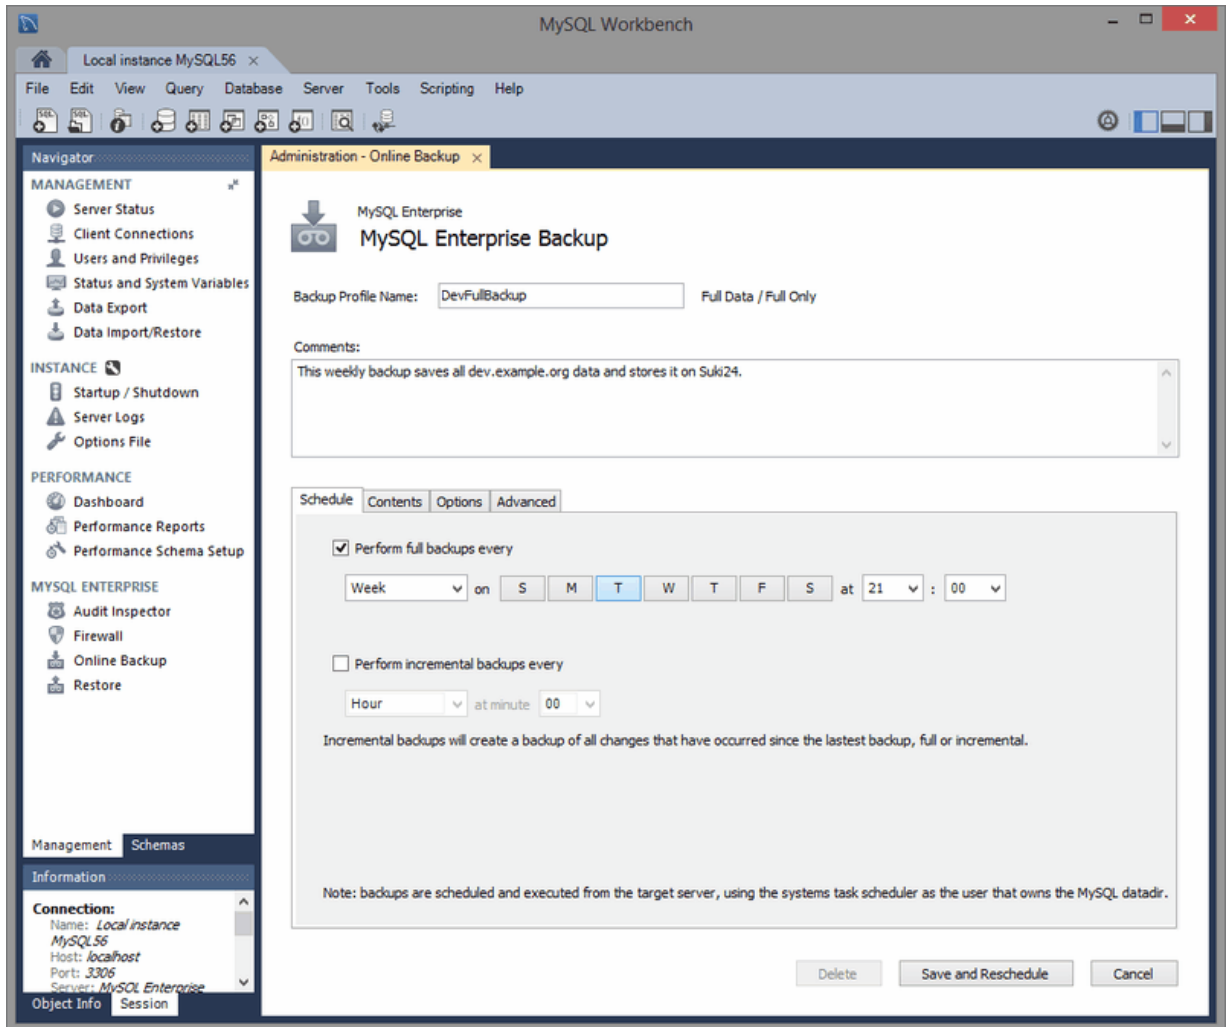 MySQL Workbench
Local instance MySQL56 ×
File Edit View Query Database Server Tools Scripting Help
Navigator
MANAGEMENT
Server Status
Client Connections
Users and Privileges
Status and System Variables
Data Export
Data Import/Restore
INSTANCE
Startup / Shutdown
Server Logs
Options File
PERFORMANCE
Dashboard
Performance Reports
Performance Schema Setup
MYSQL ENTERPRISE
Audit Inspector
Firewall
Online Backup
Restore
Management Schemas
Information
Connection:
Name: Local instance
MySQL56
Host: localhost
Port: 3306
Server: MySQL Enterprise
Object Info Session
Administration - Online Backup ×
MySQL Enterprise
MySQL Enterprise Backup
Backup Profile Name: DevFullBackup Full Data / Full Only
Comments:
This weekly backup saves all dev.example.org data and stores it on Suki24.
Schedule Contents Options Advanced
Perform full backups every
Week on S M T W T F S at 21 : 00
Perform incremental backups every
Hour at minute 00
Incremental backups will create a backup of all changes that have occurred since the lastest backup, full or incremental.
Note: backups are scheduled and executed from the target server, using the systems task scheduler as the user that owns the MySQL datadir.
Delete Save and Reschedule Cancel